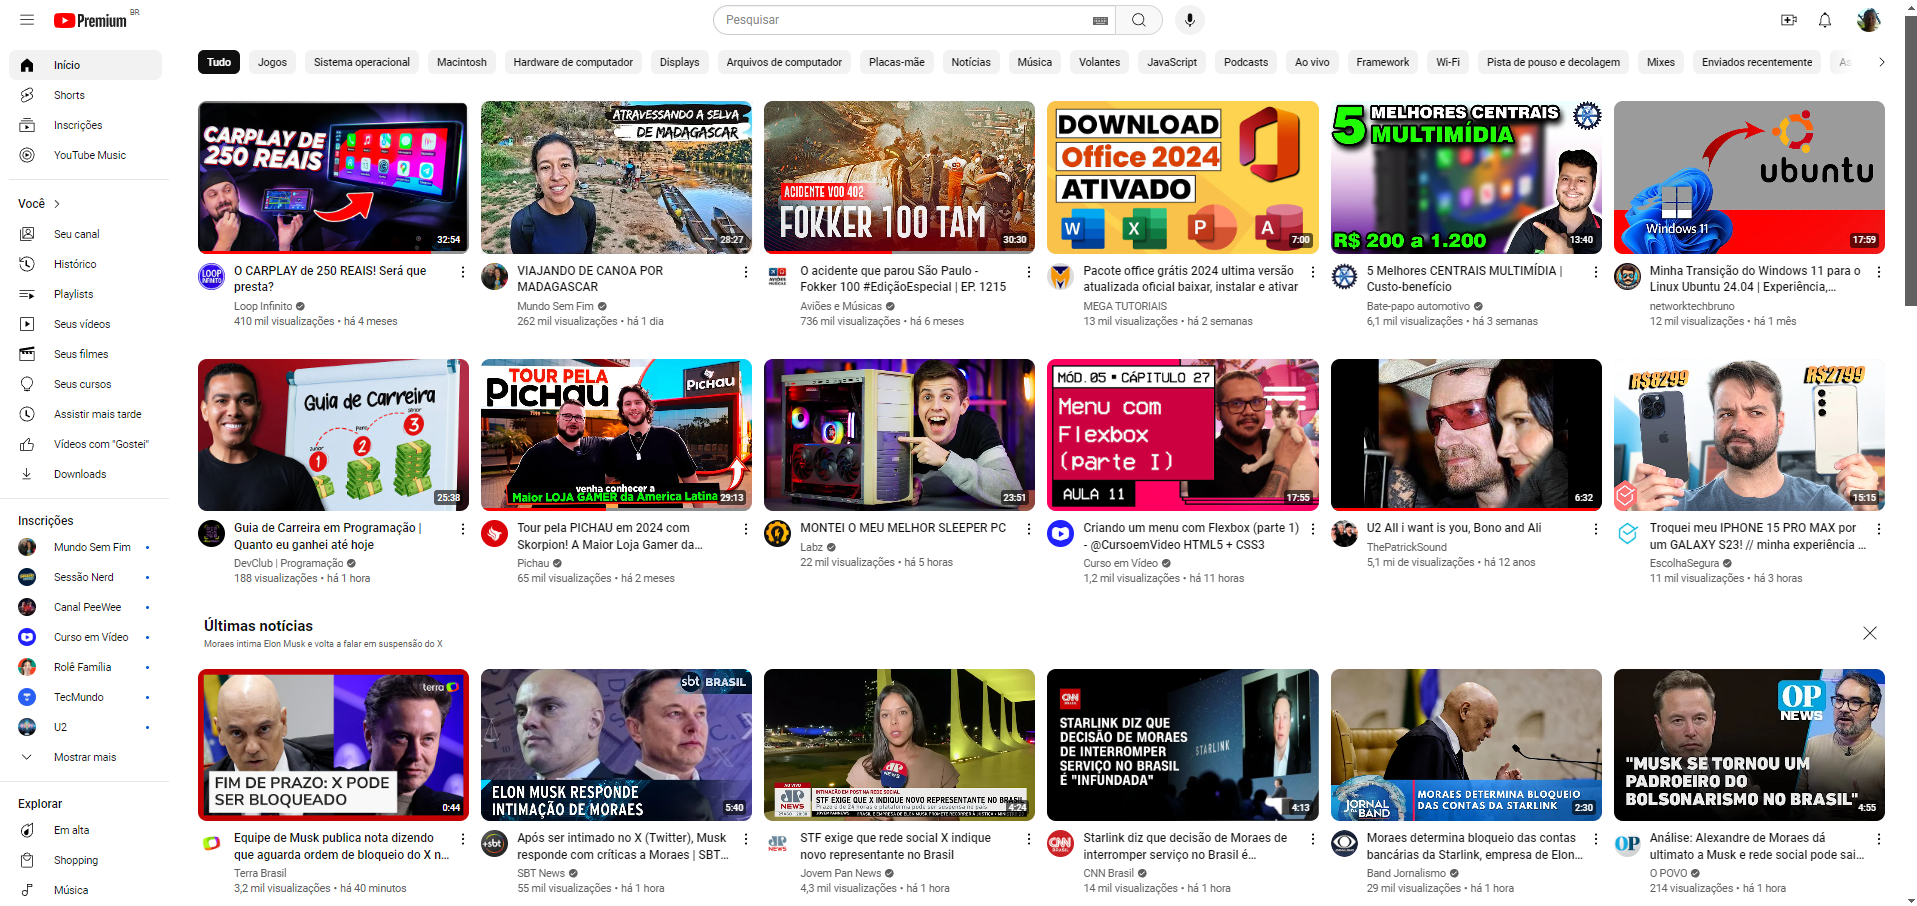 Premium BR
Pesquisar
Tudo
Jogos
Sistema operacional
Macintosh
Hardware de computador
Displays
Arquivos de computador
Placas-mãe
Notícias
Música
Volantes
JavaScript
Podcasts
Ao vivo
Framework
Wi-Fi
Pista de pouso e decolagem
Mixes
Enviados recentemente
As
Início
Shorts
Inscrições
YouTube Music
Você
Seu canal
Histórico
Playlists
Seus vídeos
Seus filmes
Seus cursos
Assistir mais tarde
Vídeos com "Gostei"
Downloads
Inscrições
Mundo Sem Fim
Sessão Nerd
Canal PeeWee
Curso em Vídeo
Rolê Família
TecMundo
U2
Mostrar mais
Explorar
Em alta
Shopping
Música
CARPLAY DE
250 REAIS
32:54
LOOP
INFINITO
O CARPLAY de 250 REAIS! Será que
presta?
Loop Infinito
410 mil visualizações • há 4 meses
ATRAVESSANDO A SELVA
DE MADAGASCAR
28:27
VIAJANDO DE CANOA POR
MADAGASCAR
Mundo Sem Fim
262 mil visualizações • há 1 dia
ACIDENTE VOO 402
FOKKER 100 TAM
30:30
O acidente que parou São Paulo -
Fokker 100 #EdiçãoEspecial | EP. 1215
Aviões e Músicas
736 mil visualizações • há 6 meses
DOWNLOAD
Office 2024
ATIVADO
W
X
P
A
7:00
Pacote office grátis 2024 ultima versão
atualizada oficial baixar, instalar e ativar
MEGA TUTORIAIS
13 mil visualizações • há 2 semanas
5 MELHORES CENTRAIS
MULTIMÍDIA
R$ 200 a 1.200
13:40
5 Melhores CENTRAIS MULTIMÍDIA |
Custo-benefício
Bate-papo automotivo
6,1 mil visualizações • há 3 semanas
ubuntu
Windows 11
17:59
Minha Transição do Windows 11 para o
Linux Ubuntu 24.04 | Experiência,...
networktechbruno
12 mil visualizações • há 1 mês
Guia de Carreira
Júnior
Pleno
Sênior
1
2
3
25:38
Guia de Carreira em Programação |
Quanto eu ganhei até hoje
DevClub | Programação
188 visualizações • há 1 hora
TOUR PELA
PICHAU
PICHAU
venha conhecer a
Maior LOJA GAMER da America Latina
29:13
Tour pela PICHAU em 2024 com
Skorpion! A Maior Loja Gamer da...
Pichau
65 mil visualizações • há 2 meses
23:51
MONTEI O MEU MELHOR SLEEPER PC
Labz
22 mil visualizações • há 5 horas
MÓD.05 ▪ CAPÍTULO 27
Menu com
Flexbox
(parte I)
AULA 11
17:55
Criando um menu com Flexbox (parte 1)
- @CursoemVideo HTML5 + CSS3
Curso em Vídeo
1,2 mil visualizações • há 11 horas
6:32
U2 All i want is you, Bono and Ali
ThePatrickSound
5,1 mi de visualizações • há 12 anos
R$8299
R$2799
15:15
Troquei meu IPHONE 15 PRO MAX por
um GALAXY S23! // minha experiência ...
EscolhaSegura
11 mil visualizações • há 3 horas
Últimas notícias
Moraes intima Elon Musk e volta a falar em suspensão do X
terra
FIM DE PRAZO: X PODE
SER BLOQUEADO
0:44
Equipe de Musk publica nota dizendo
que aguarda ordem de bloqueio do X n...
Terra Brasil
3,2 mil visualizações • há 40 minutos
sbt BRASIL
ELON MUSK RESPONDE
INTIMAÇÃO DE MORAES
5:40
+sbt
Após ser intimado no X (Twitter), Musk
responde com críticas a Moraes | SBT...
SBT News
55 mil visualizações • há 1 hora
JP
NEWS
JP
NEWS
INTIMAÇÃO EM POST NA REDE SOCIAL
STF EXIGE QUE X INDIQUE NOVO REPRESENTANTE NO BRASIL
4:24
JP
NEWS
STF exige que rede social X indique
novo representante no Brasil
Jovem Pan News
4,3 mil visualizações • há 1 hora
CNN
BRASIL
STARLINK DIZ QUE
DECISÃO DE MORAES
DE INTERROMPER
SERVIÇO NO BRASIL
É "INFUNDADA"
STARLINK
4:13
CNN
BRASIL
Starlink diz que decisão de Moraes de
interromper serviço no Brasil é...
CNN Brasil
14 mil visualizações • há 1 hora
JORNAL
DA BAND
MORAES DETERMINA BLOQUEIO
DAS CONTAS DA STARLINK
2:30
Moraes determina bloqueio das contas
bancárias da Starlink, empresa de Elon...
Band Jornalismo
29 mil visualizações • há 1 hora
OP
NEWS
"MUSK SE TORNOU UM
PADROEIRO DO
BOLSONARISMO NO BRASIL"
4:55
OP
Análise: Alexandre de Moraes dá
ultimato a Musk e rede social pode sai...
O POVO
214 visualizações • há 1 hora